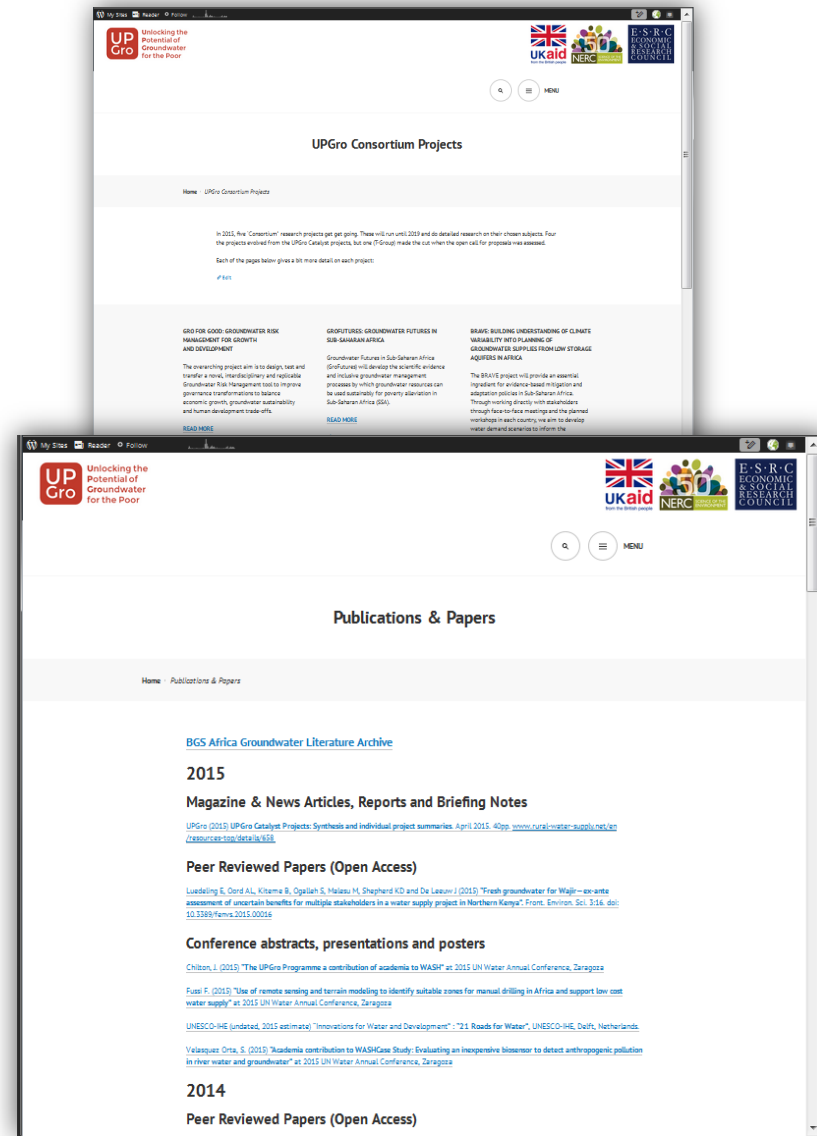 My Sites Reader Follow
UP Gro
Unlocking the
Potential of
Groundwater
for the Poor
UKaid
from the British people
50
NERC SCIENCE OF THE ENVIRONMENT
E·S·R·C
ECONOMIC
& SOCIAL
RESEARCH
COUNCIL
MENU
UPGro Consortium Projects
Home · UPGro Consortium Projects
In 2015, five 'Consortium' research projects get get going. These will run until 2019 and do detailed research on their chosen subjects. Four
the projects evolved from the UPGro Catalyst projects, but one (T-Group) made the cut when the open call for proposals was assessed.
Each of the pages below gives a bit more detail on each project:
Edit
GRO FOR GOOD: GROUNDWATER RISK
MANAGEMENT FOR GROWTH
AND DEVELOPMENT
The overarching project aim is to design, test and
transfer a novel, interdisciplinary and replicable
Groundwater Risk Management tool to improve
governance transformations to balance
economic growth, groundwater sustainability
and human development trade-offs.
READ MORE
GROFUTURES: GROUNDWATER FUTURES IN
SUB-SAHARAN AFRICA
Groundwater Futures in Sub-Saharan Africa
(GroFutures) will develop the scientific evidence
and inclusive groundwater management
processes by which groundwater resources can
be used sustainably for poverty alleviation in
Sub-Saharan Africa (SSA).
READ MORE
BRAVE: BUILDING UNDERSTANDING OF CLIMATE
VARIABILITY INTO PLANNING OF
GROUNDWATER SUPPLIES FROM LOW STORAGE
AQUIFERS IN AFRICA
The BRAVE project will provide an essential
ingredient for evidence-based mitigation and
adaptation policies in Sub-Saharan Africa.
Through working directly with stakeholders
through face-to-face meetings and the planned
workshops in each country, we aim to develop
water demand scenarios to inform the
My Sites Reader Follow
UP Gro
Unlocking the
Potential of
Groundwater
for the Poor
UKaid
from the British people
50
NERC SCIENCE OF THE ENVIRONMENT
E·S·R·C
ECONOMIC
& SOCIAL
RESEARCH
COUNCIL
MENU
Publications & Papers
Home · Publications & Papers
BGS Africa Groundwater Literature Archive
2015
Magazine & News Articles, Reports and Briefing Notes
UPGro (2015) UPGro Catalyst Projects: Synthesis and individual project summaries. April 2015. 40pp. www.rural-water-supply.net/en
/resources-top/details/658
Peer Reviewed Papers (Open Access)
Luedeling E, Oord AL, Kiteme B, Ogalleh S, Malesu M, Shepherd KD and De Leeuw J (2015) "Fresh groundwater for Wajir—ex-ante
assessment of uncertain benefits for multiple stakeholders in a water supply project in Northern Kenya". Front. Environ. Sci. 3:16. doi:
10.3389/fenvs.2015.00016
Conference abstracts, presentations and posters
Chilton, J. (2015) "The UPGro Programme a contribution of academia to WASH" at 2015 UN Water Annual Conference, Zaragoza
Fussi F. (2015) "Use of remote sensing and terrain modeling to identify suitable zones for manual drilling in Africa and support low cost
water supply" at 2015 UN Water Annual Conference, Zaragoza
UNESCO-IHE (undated, 2015 estimate) "Innovations for Water and Development" : "21 Roads for Water", UNESCO-IHE, Delft, Netherlands.
Velasquez Orta, S. (2015) "Academia contribution to WASHCase Study: Evaluating an inexpensive biosensor to detect anthropogenic pollution
in river water and groundwater" at 2015 UN Water Annual Conference, Zaragoza
2014
Peer Reviewed Papers (Open Access)